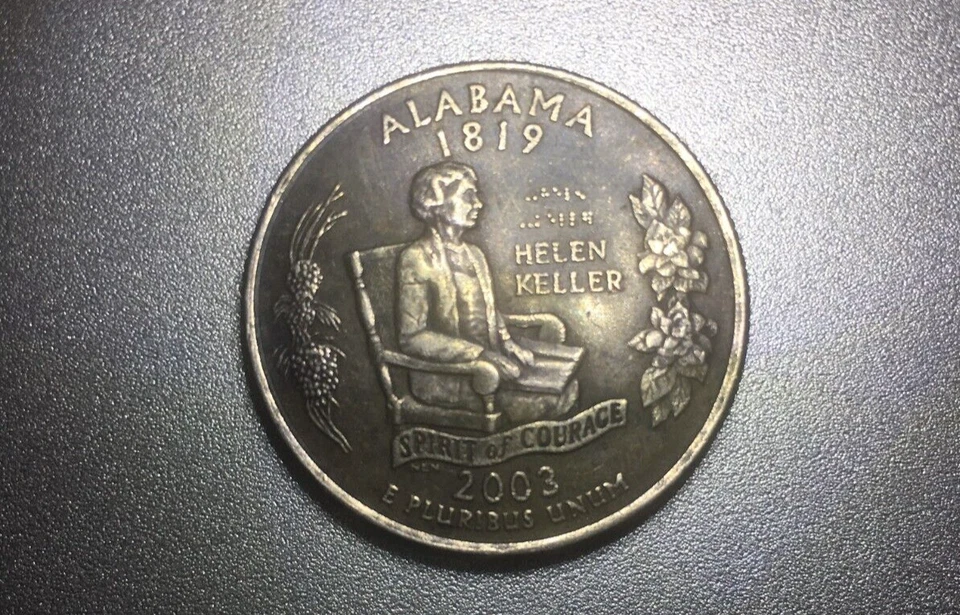 ALABAMA
1819
HELEN
KELLER
SPIRIT of COURAGE
2003
E PLURIBUS UNUM